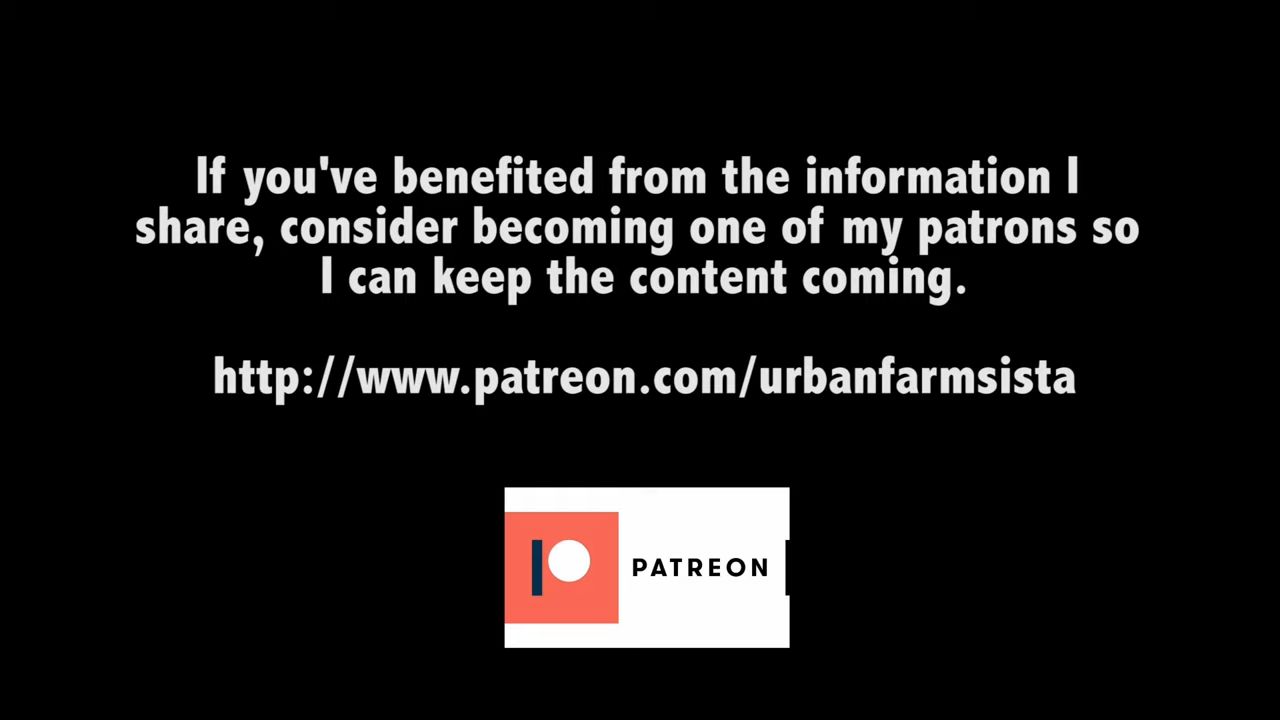 If you've benefited from the information I
share, consider becoming one of my patrons so
I can keep the content coming.
http://www.patreon.com/urbanfarmsista
PATREON